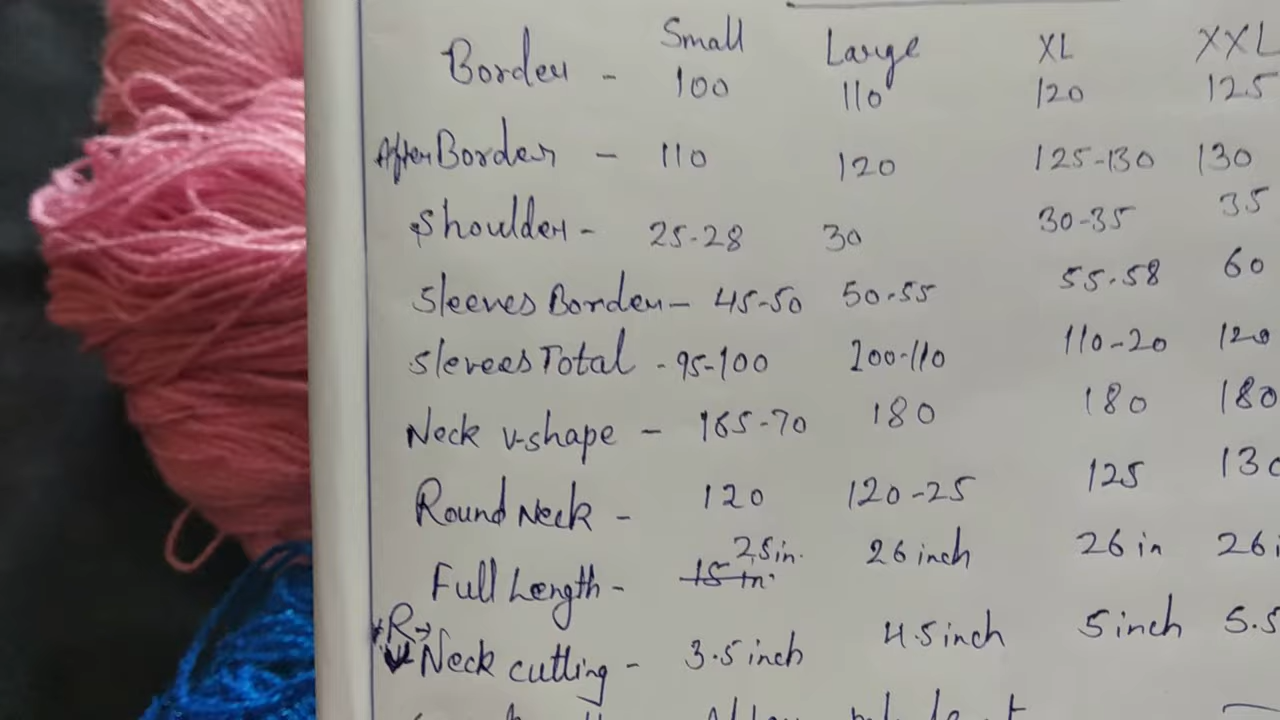 Small Large XL XXL
Border - 100 110 120 125
After Border - 110 120 125-130 130
Shoulder - 25-28 30 30-35 35
Sleeves Border - 45-50 50-55 55-58 60
Slevees Total - 95-100 200-110 110-20 120
Neck v-shape - 165-70 180 180 180
Round Neck - 120 120-25 125 130
Full Length - 15 in. 25in. 26 inch 26 in 26 i
R→
Neck cutting - 3.5 inch 4.5 inch 5 inch 5.5